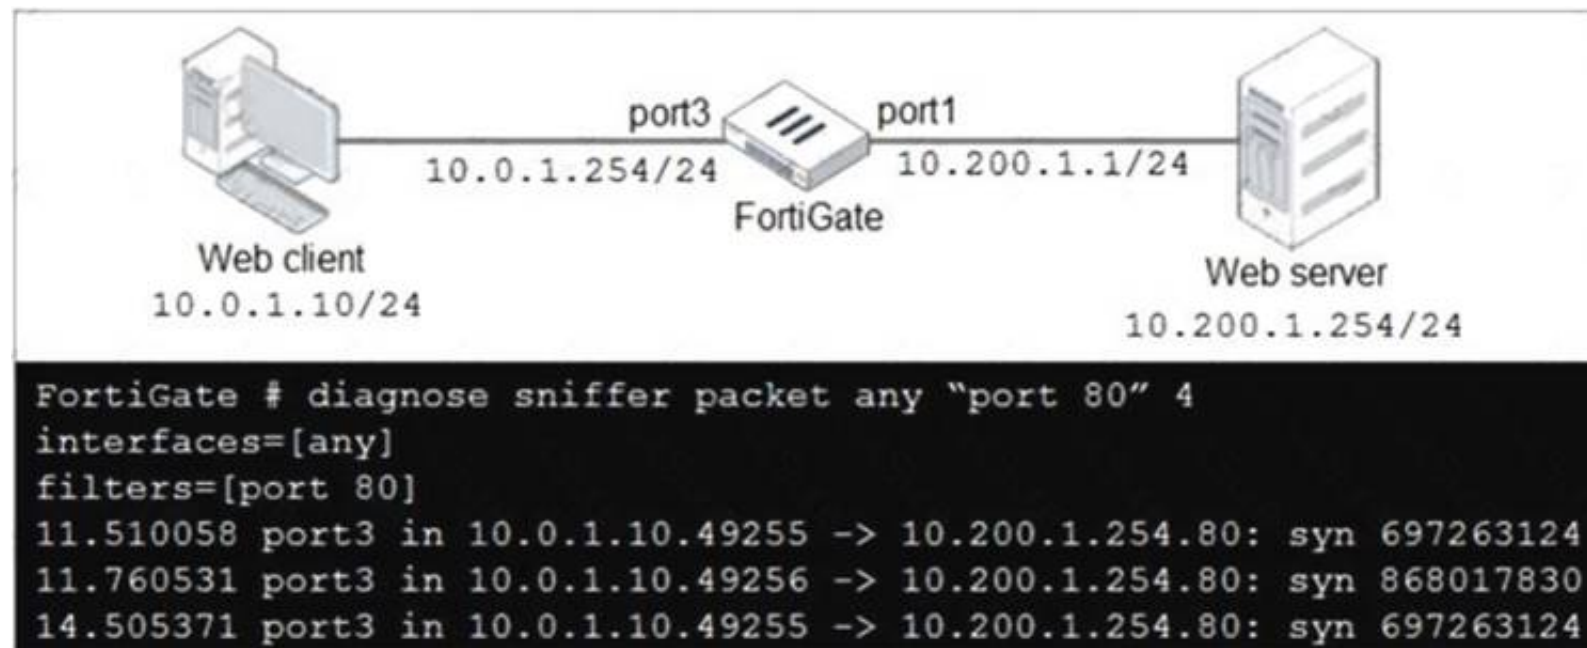 port3
port1
10.0.1.254/24
10.200.1.1/24
FortiGate
Web client
10.0.1.10/24
Web server
10.200.1.254/24
FortiGate # diagnose sniffer packet any “port 80” 4
interfaces=[any]
filters=[port 80]
11.510058 port3 in 10.0.1.10.49255 -> 10.200.1.254.80: syn 697263124
11.760531 port3 in 10.0.1.10.49256 -> 10.200.1.254.80: syn 868017830
14.505371 port3 in 10.0.1.10.49255 -> 10.200.1.254.80: syn 697263124